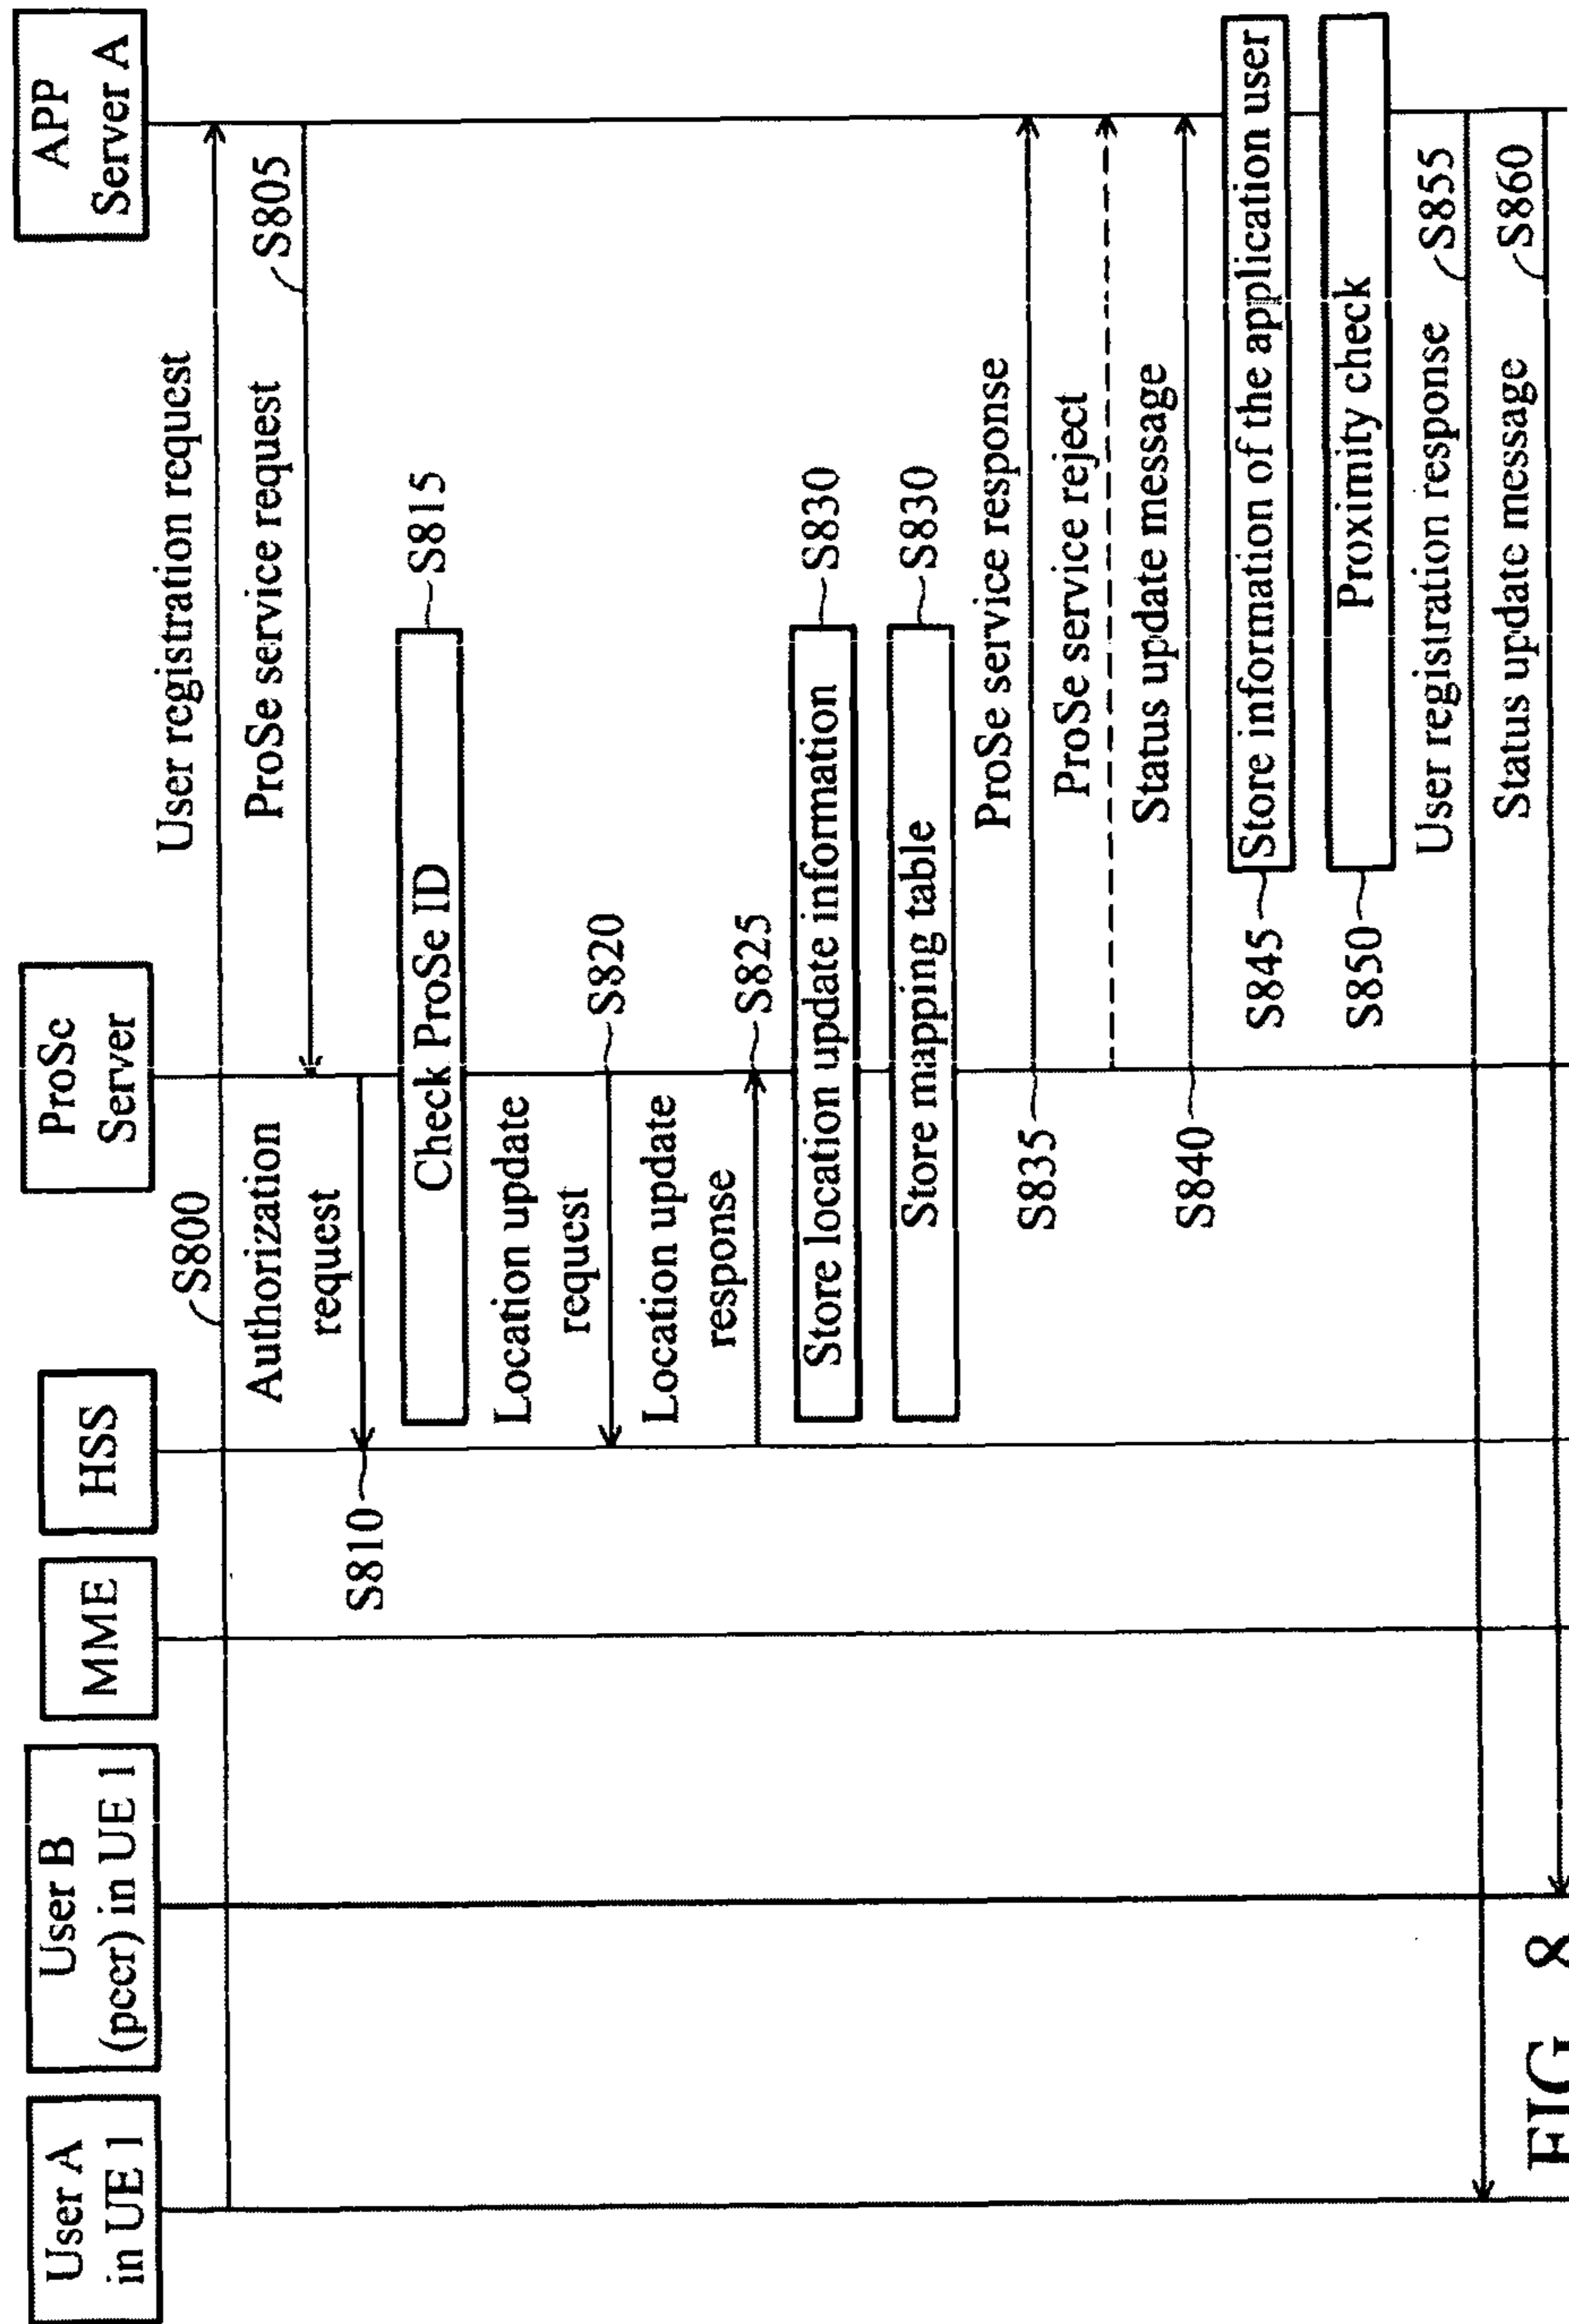 User A
in UE 1
User B
(peer) in UE 1
MME
HSS
ProSe
Server
APP
Server A
S800
User registration request
ProSe service request
S805
Authorization
request
S810
Check ProSe ID
S815
Location update
request
S820
Location update
response
S825
Store location update information
S830
Store mapping table
S830
ProSe service response
S835
ProSe service reject
Status update message
S840
Store information of the application user
S845
Proximity check
S850
User registration response
S855
Status update message
S860
FIG. 8